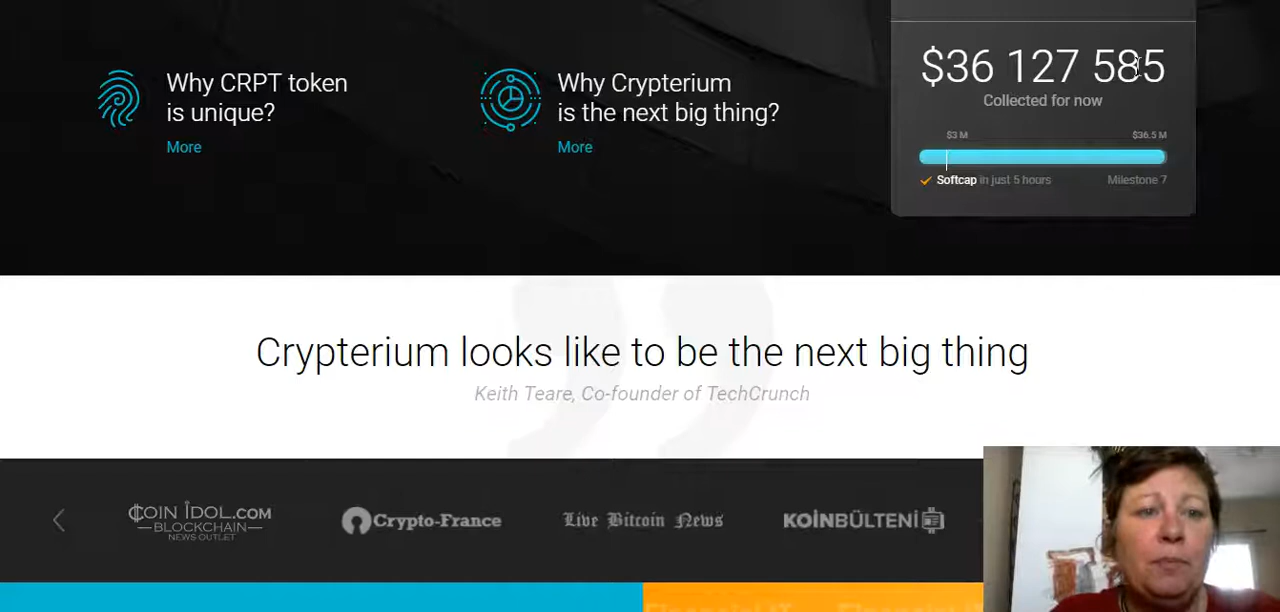 Why CRPT token
is unique?
More
Why Crypterium
is the next big thing?
More
$36 127 585
Collected for now
$3 M
$36.5 M
Softcap in just 5 hours
Milestone 7
Crypterium looks like to be the next big thing
Keith Teare, Co-founder of TechCrunch
COIN IDOL.COM
BLOCKCHAIN
NEWS OUTLET
Crypto-France
Live Bitcoin News
KOİNBÜLTENİ